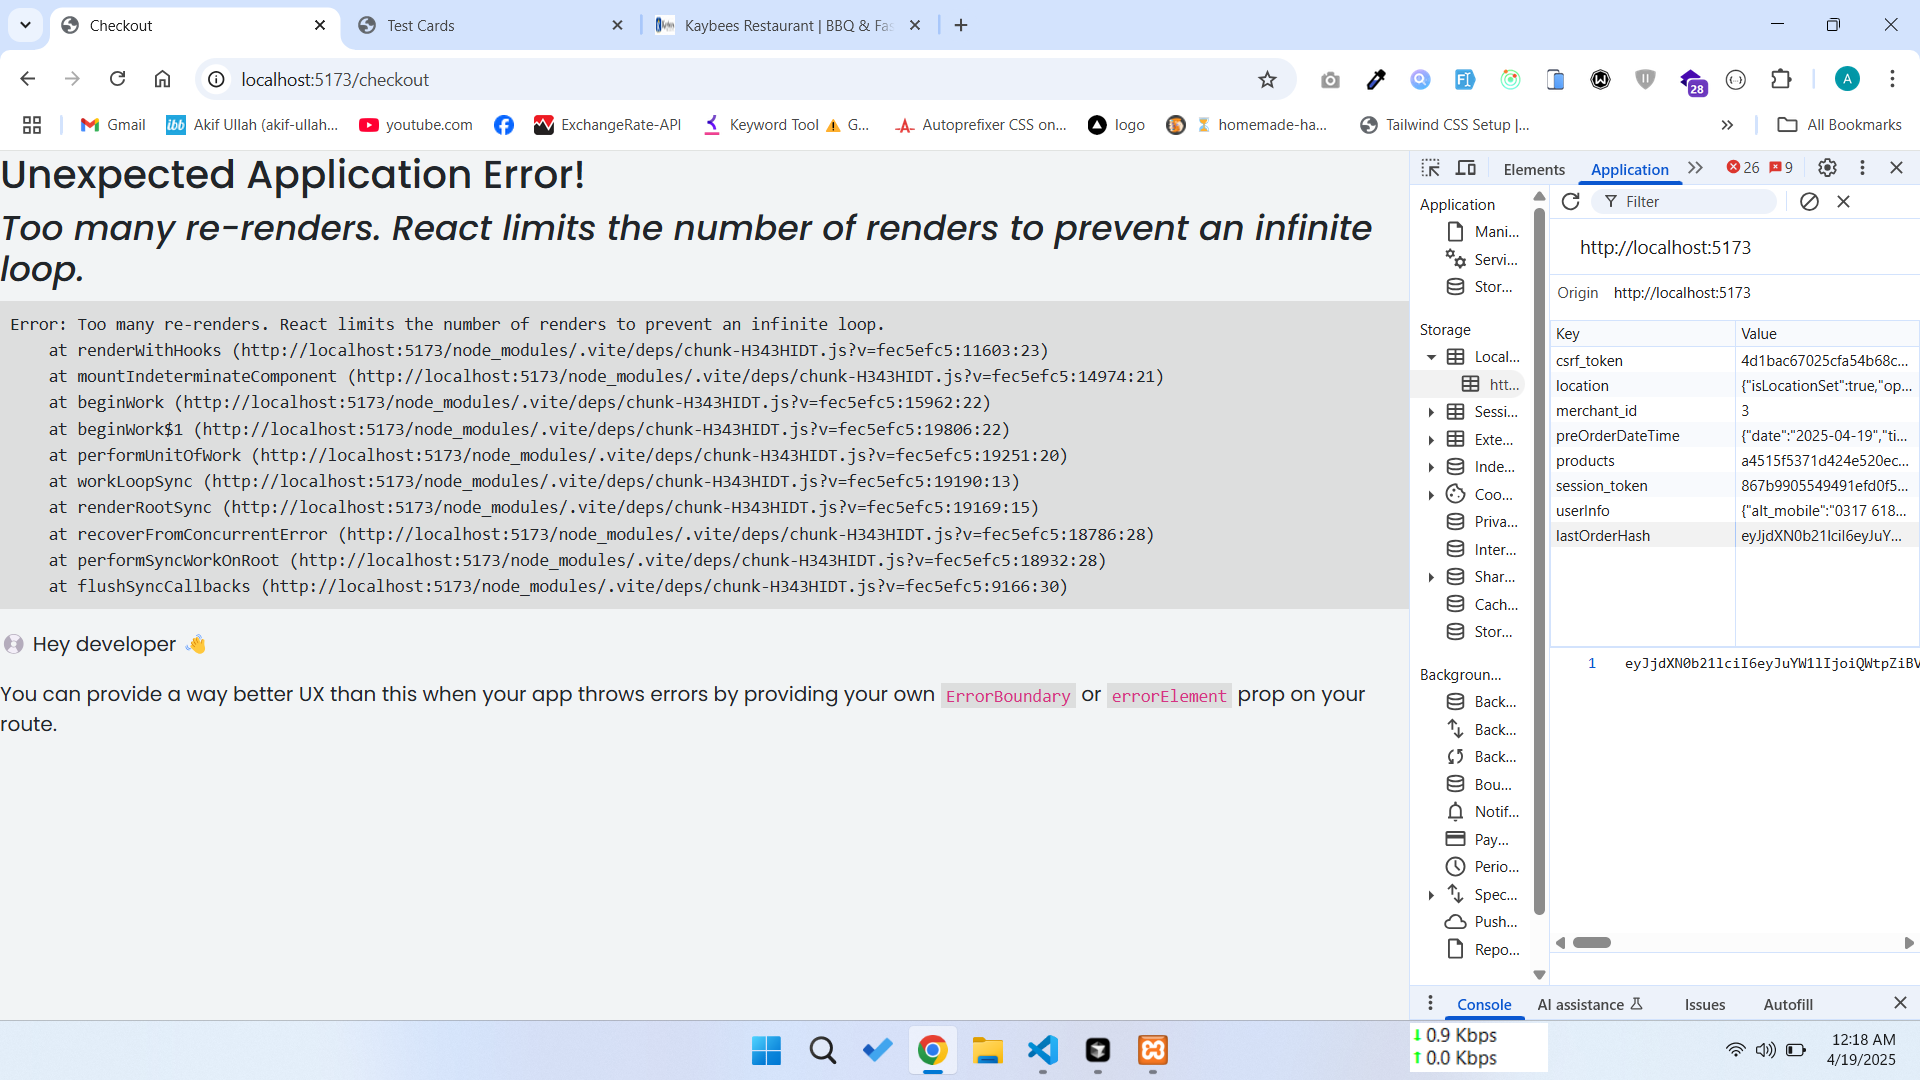 Checkout
Test Cards
Kaybees Restaurant | BBQ & Fas
localhost:5173/checkout
28
A
Gmail
Akif Ullah (akif-ullah...
youtube.com
ExchangeRate-API
Keyword Tool ⚠ G...
Autoprefixer CSS on...
logo
⌛ homemade-ha...
Tailwind CSS Setup |...
All Bookmarks
Unexpected Application Error!
Too many re-renders. React limits the number of renders to prevent an infinite
loop.
Error: Too many re-renders. React limits the number of renders to prevent an infinite loop.
at renderWithHooks (http://localhost:5173/node_modules/.vite/deps/chunk-H343HIDT.js?v=fec5efc5:11603:23)
at mountIndeterminateComponent (http://localhost:5173/node_modules/.vite/deps/chunk-H343HIDT.js?v=fec5efc5:14974:21)
at beginWork (http://localhost:5173/node_modules/.vite/deps/chunk-H343HIDT.js?v=fec5efc5:15962:22)
at beginWork$1 (http://localhost:5173/node_modules/.vite/deps/chunk-H343HIDT.js?v=fec5efc5:19806:22)
at performUnitOfWork (http://localhost:5173/node_modules/.vite/deps/chunk-H343HIDT.js?v=fec5efc5:19251:20)
at workLoopSync (http://localhost:5173/node_modules/.vite/deps/chunk-H343HIDT.js?v=fec5efc5:19190:13)
at renderRootSync (http://localhost:5173/node_modules/.vite/deps/chunk-H343HIDT.js?v=fec5efc5:19169:15)
at recoverFromConcurrentError (http://localhost:5173/node_modules/.vite/deps/chunk-H343HIDT.js?v=fec5efc5:18786:28)
at performSyncWorkOnRoot (http://localhost:5173/node_modules/.vite/deps/chunk-H343HIDT.js?v=fec5efc5:18932:28)
at flushSyncCallbacks (http://localhost:5173/node_modules/.vite/deps/chunk-H343HIDT.js?v=fec5efc5:9166:30)
💿 Hey developer 👋
You can provide a way better UX than this when your app throws errors by providing your own ErrorBoundary or errorElement prop on your
route.
Elements
Application
26
9
Application
Mani...
Servi...
Stor...
Storage
Local...
htt...
Sessi...
Exte...
Inde...
Coo...
Priva...
Inter...
Shar...
Cach...
Stor...
Backgroun...
Back...
Back...
Back...
Bou...
Notif...
Pay...
Perio...
Spec...
Push...
Repo...
Filter
http://localhost:5173
Origin http://localhost:5173
Key Value
csrf_token 4d1bac67025cfa54b68c...
location {"isLocationSet":true,"op...
merchant_id 3
preOrderDateTime {"date":"2025-04-19","ti...
products a4515f5371d424e520ec...
session_token 867b9905549491efd0f5...
userInfo {"alt_mobile":"0317 618...
lastOrderHash eyJjdXN0b21lciI6eyJuY...
1 eyJjdXN0b21lciI6eyJuYW1lIjoiQWtpZiBV
Console
AI assistance
Issues
Autofill
0.9 Kbps
0.0 Kbps
12:18 AM
4/19/2025